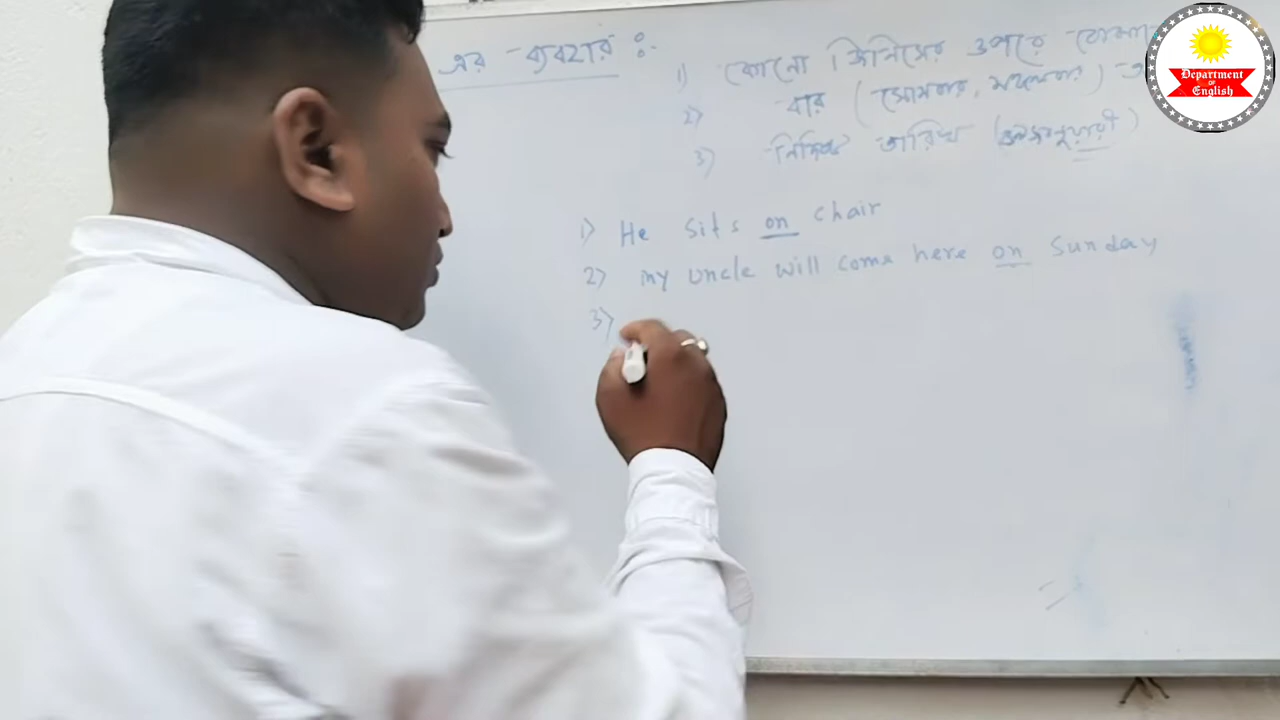 এর ব্যবহার :
1) কোনো জিনিসের ওপরে বোঝা
2) বার (সোমবার, মঙ্গলবার)
3) নির্দিষ্ট তারিখ
1) He sits on chair
2) my uncle will come here on Sunday
3)
Department
OF
English